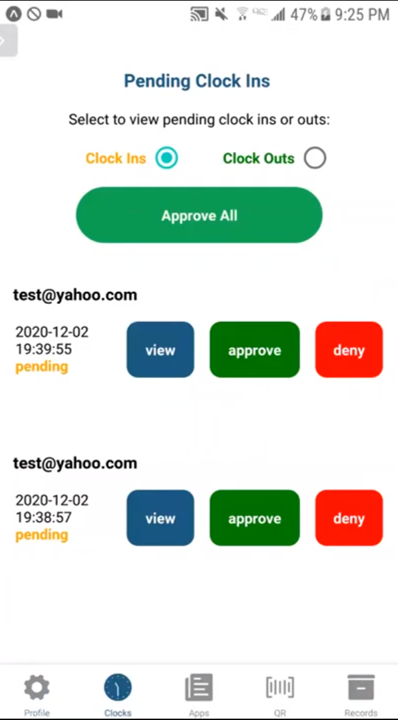 47% 9:25 PM
Pending Clock Ins
Select to view pending clock ins or outs:
Clock Ins Clock Outs
Approve All
test@yahoo.com
2020-12-02
19:39:55
pending
view approve deny
test@yahoo.com
2020-12-02
19:38:57
pending
view approve deny
Profile Clocks Apps QR Records